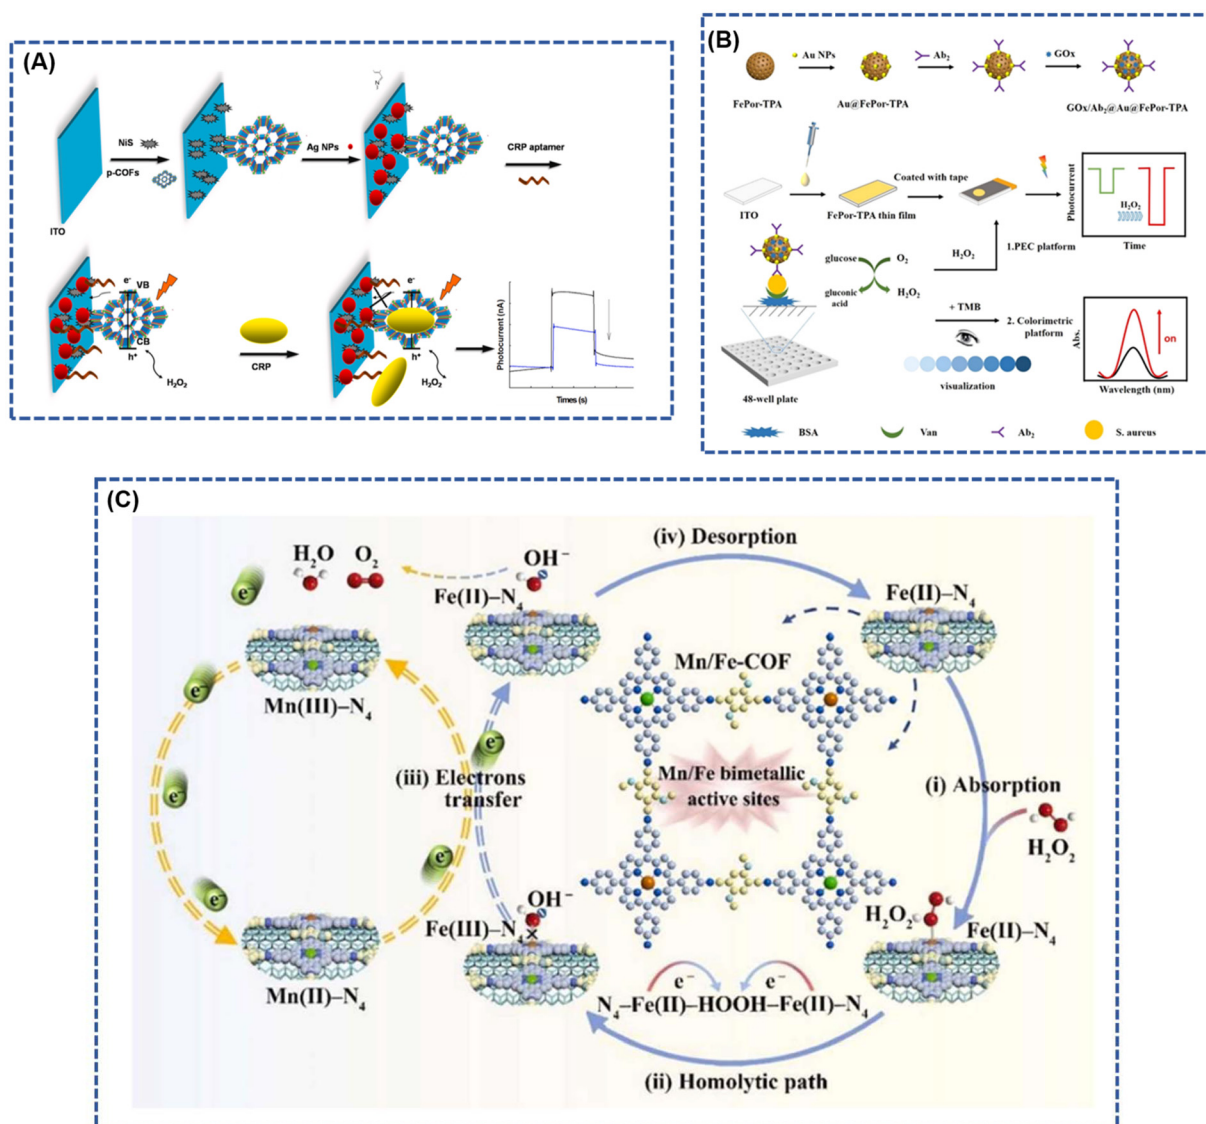 (A)
NiS
p-COFs
ITO
Ag NPs
CRP aptamer
e⁻
VB
CB
h⁺
H₂O₂
CRP
e⁻
h⁺
H₂O₂
Photocurrent (nA)
Times (s)
(B)
Au NPs
Ab₂
GOx
FePor-TPA
Au@FePor-TPA
GOx/Ab₂@Au@FePor-TPA
Coated with tape
ITO
FePor-TPA thin film
Photocurrent
H₂O₂
Time
glucose
O₂
H₂O₂
1.PEC platform
gluconic
acid
H₂O₂
+ TMB
2. Colorimetric
platform
visualization
48-well plate
Abs.
on
Wavelength (nm)
BSA
Van
Ab₂
S. aureus
(C)
(iv) Desorption
H₂O
O₂
OH⁻
e⁻
Fe(II)–N₄
Fe(II)–N₄
Mn/Fe-COF
e⁻
Mn(III)–N₄
e⁻
(iii) Electrons
transfer
Mn/Fe bimetallic
active sites
(i) Absorption
e⁻
H₂O₂
e⁻
e⁻
OH⁻
H₂O₂
Fe(III)–N₄
Fe(II)–N₄
e⁻
e⁻
Mn(II)–N₄
N₄–Fe(II)–HOOH–Fe(II)–N₄
(ii) Homolytic path